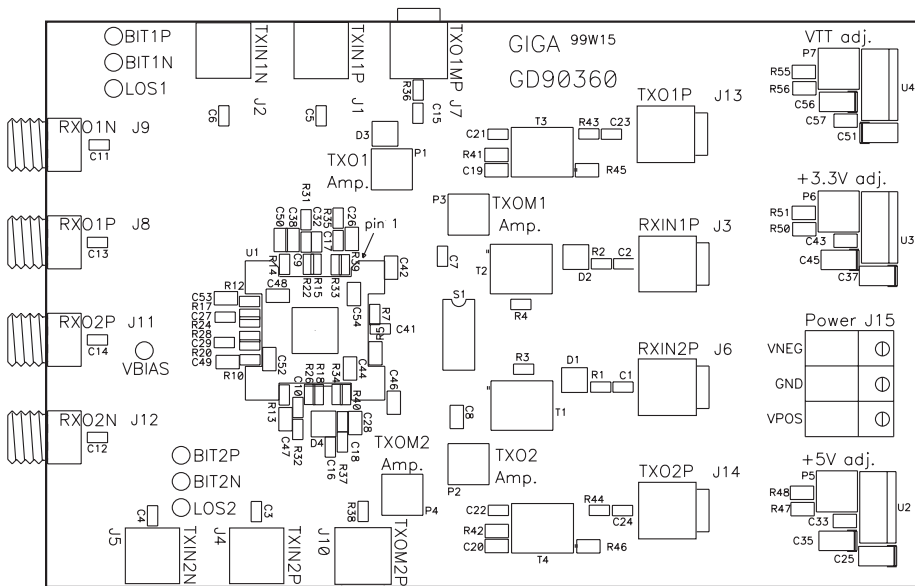 BIT1P
BIT1N
LOS1
TXIN1N
J2
TXIN1P
J1
TXO1MP
J7
GIGA 99W15
GD90360
VTT adj.
P7
R55
R56
C56
C57
C51
U4
RXO1N J9
C11
C6
C5
R36
C15
D3
P1
TXO1
Amp.
TXO1P J13
C21
T3
R43
C23
R41
C19
R45
+3.3V adj.
P6
R51
R50
C43
C45
C37
U3
RXO1P J8
C13
P3
TXOM1
Amp.
RXIN1P J3
T2
D2
R2
C2
R4
C7
S1
R31
C50
C38
C32
C9
R35
C17
C26
pin 1
U1
R14
R22
R15
R33
R39
C42
C48
C54
R7
C41
R5
C53
R12
R17
C27
R24
R28
C29
R20
C49
R10
C52
C44
C46
RXO2P J11
C14
VBIAS
Power J15
VNEG
GND
VPOS
R3
D1
R1
C1
T1
RXIN2P J6
R13
C10
R26
R18
R34
R40
C47
R32
D4
C16
C18
R37
C28
C8
RXO2N J12
C12
BIT2P
BIT2N
LOS2
TXOM2
Amp.
P4
TXO2
Amp.
P2
TXO2P J14
C22
R44
C24
R42
C20
T4
R46
+5V adj.
P5
R48
R47
C33
C35
C25
U2
J5
C4
TXIN2N
J4
C3
TXIN2P
J10
R38
TXOM2P